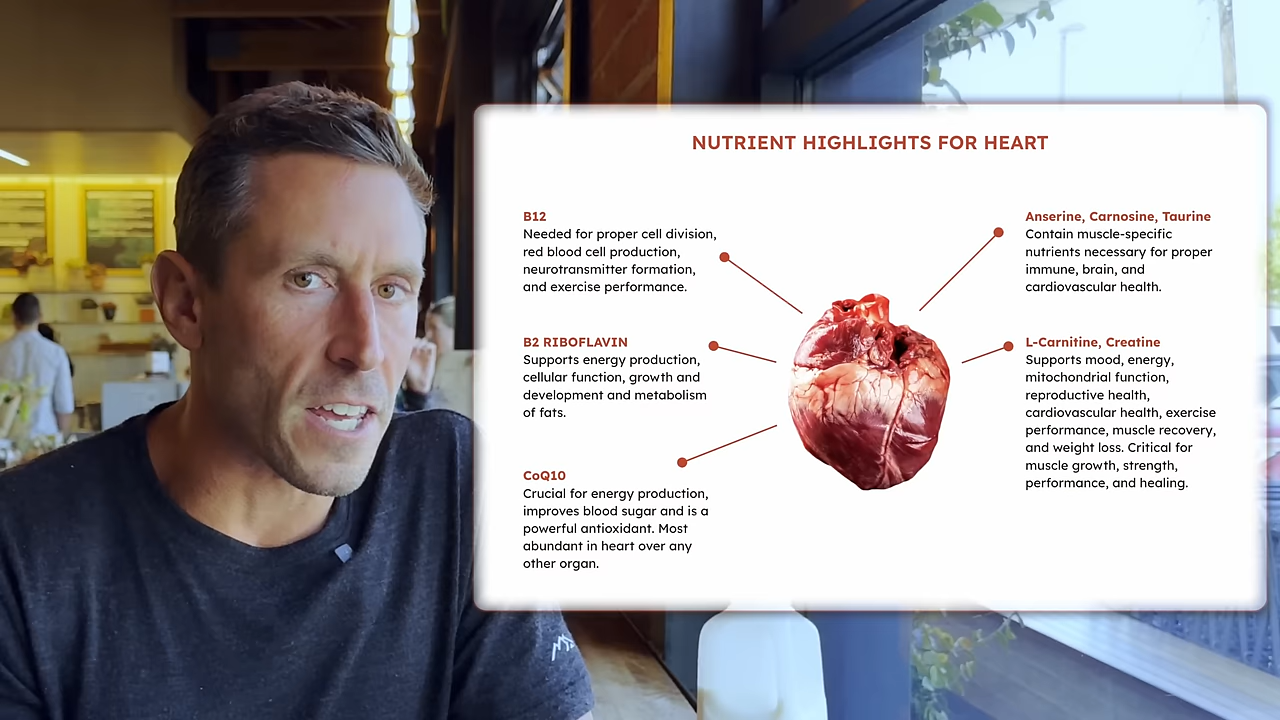 NUTRIENT HIGHLIGHTS FOR HEART
B12
Needed for proper cell division,
red blood cell production,
neurotransmitter formation,
and exercise performance.
B2 RIBOFLAVIN
Supports energy production,
cellular function, growth and
development and metabolism
of fats.
CoQ10
Crucial for energy production,
improves blood sugar and is a
powerful antioxidant. Most
abundant in heart over any
other organ.
Anserine, Carnosine, Taurine
Contain muscle-specific
nutrients necessary for proper
immune, brain, and
cardiovascular health.
L-Carnitine, Creatine
Supports mood, energy,
mitochondrial function,
reproductive health,
cardiovascular health, exercise
performance, muscle recovery,
and weight loss. Critical for
muscle growth, strength,
performance, and healing.